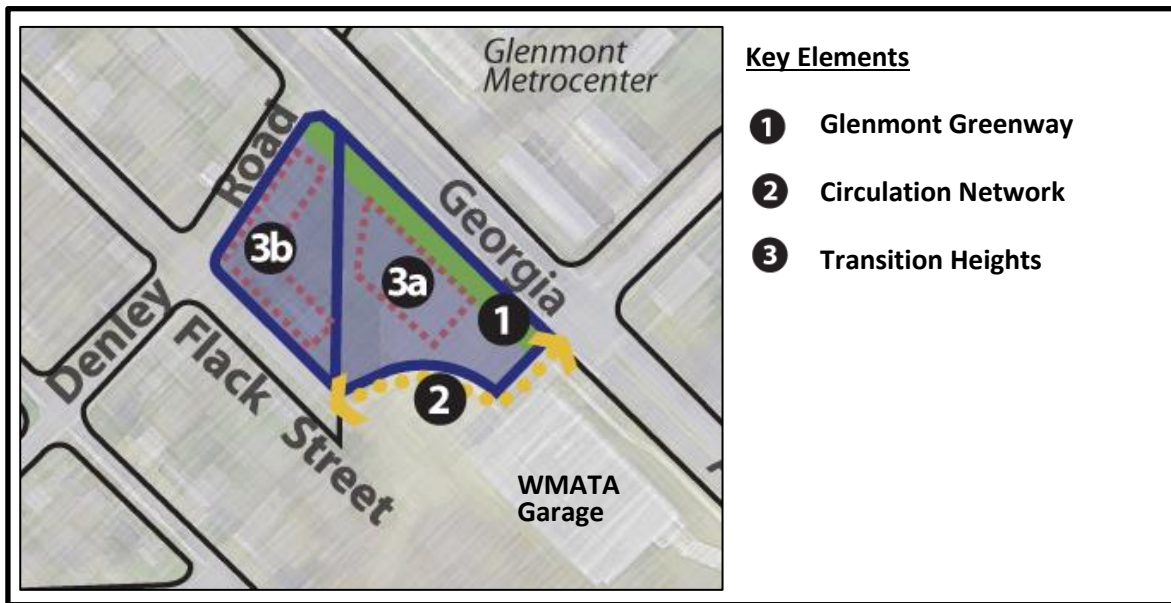 Glenmont
Metrocenter
Road
Georgia
3b
3a
1
2
Denley
Flack Street
WMATA
Garage
A
Key Elements
1 Glenmont Greenway
2 Circulation Network
3 Transition Heights